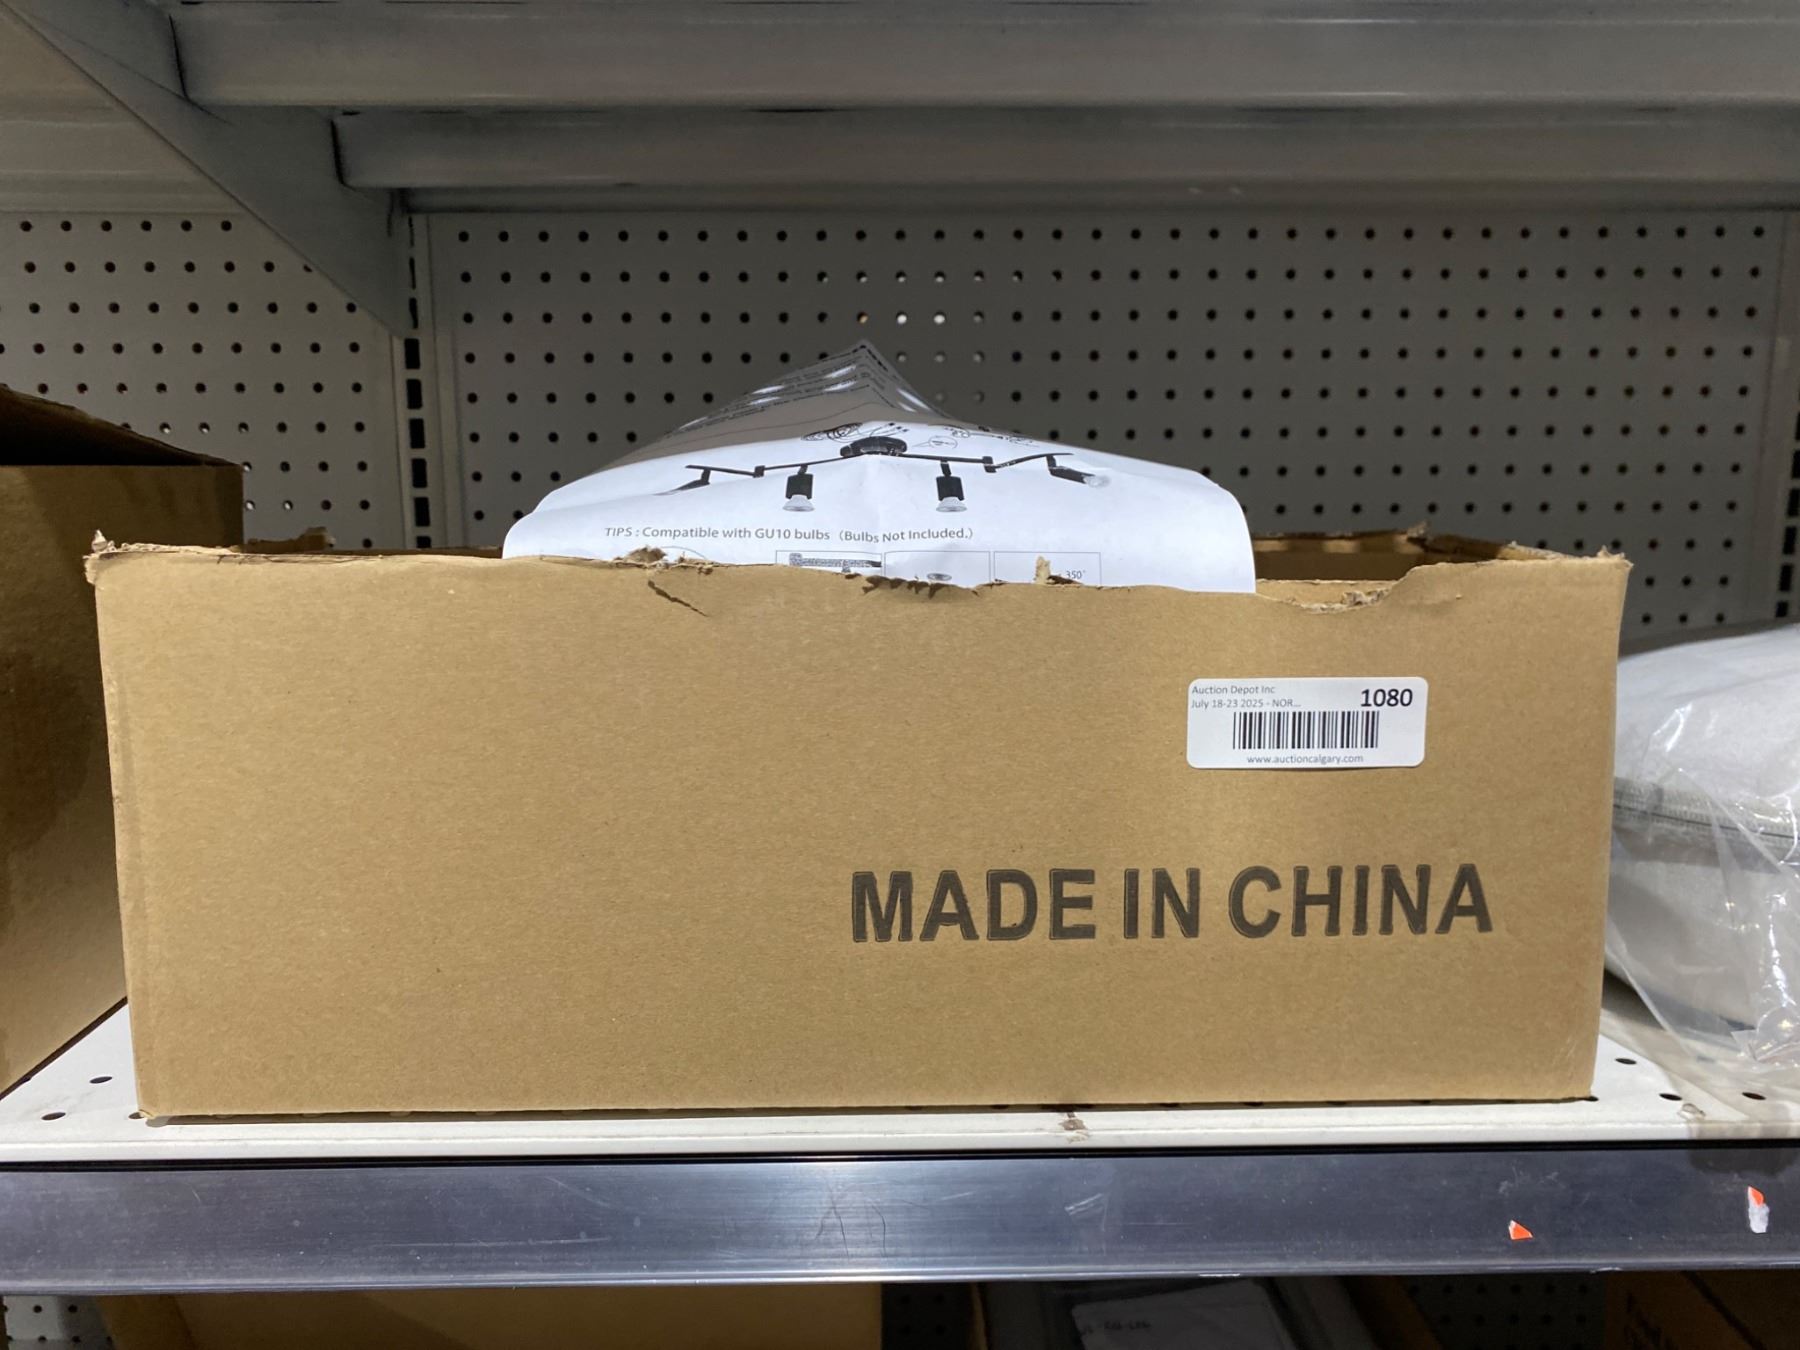 TIPS : Compatible with GU10 bulbs (Bulbs Not Included.)
350°
Auction Depot Inc
July 18-23 2025 - NOR...
1080
www.auctioncalgary.com
MADE IN CHINA